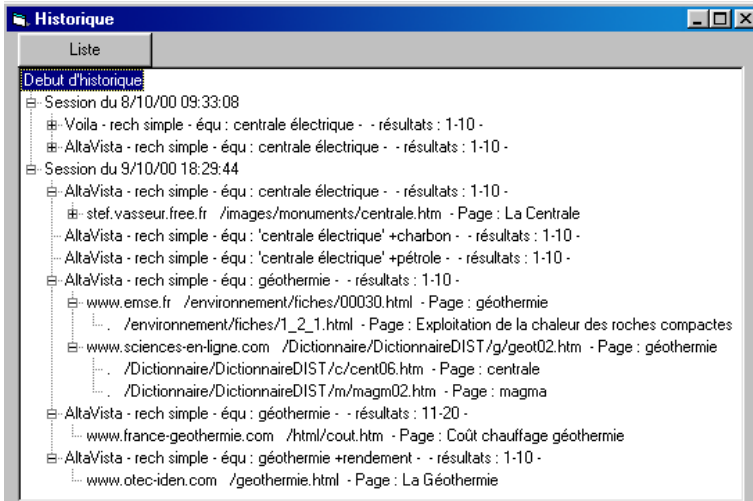 Historique
Liste
Debut d'historique
Session du 8/10/00 09:33:08
Voila - rech simple - équ : centrale électrique - - résultats : 1-10 -
AltaVista - rech simple - équ : centrale électrique - - résultats : 1-10 -
Session du 9/10/00 18:29:44
AltaVista - rech simple - équ : centrale électrique - - résultats : 1-10 -
stef.vasseur.free.fr /images/monuments/centrale.htm - Page : La Centrale
AltaVista - rech simple - équ : 'centrale électrique' +charbon - - résultats : 1-10 -
AltaVista - rech simple - équ : 'centrale électrique' +pétrole - - résultats : 1-10 -
AltaVista - rech simple - équ : géothermie - - résultats : 1-10 -
www.emse.fr /environnement/fiches/00030.html - Page : géothermie
. /environnement/fiches/1_2_1.html - Page : Exploitation de la chaleur des roches compactes
www.sciences-en-ligne.com /Dictionnaire/DictionnaireDIST/g/geot02.htm - Page : géothermie
. /Dictionnaire/DictionnaireDIST/c/cent06.htm - Page : centrale
. /Dictionnaire/DictionnaireDIST/m/magm02.htm - Page : magma
AltaVista - rech simple - équ : géothermie - - résultats : 11-20 -
www.france-geothermie.com /html/cout.htm - Page : Coût chauffage géothermie
AltaVista - rech simple - équ : géothermie +rendement - - résultats : 1-10 -
www.otec-iden.com /geothermie.html - Page : La Géothermie